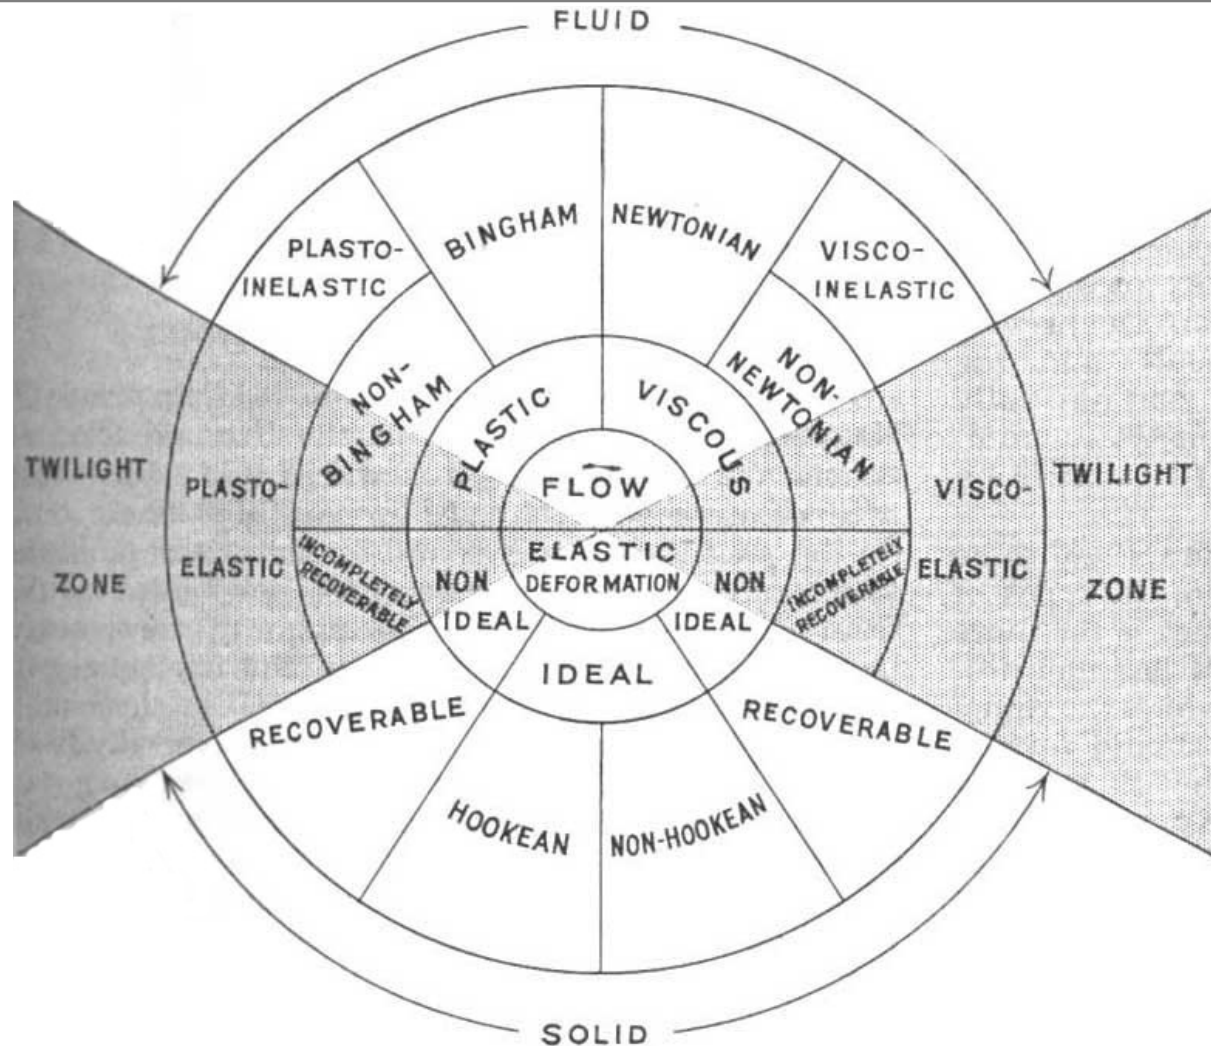 FLUID
BINGHAM
NEWTONIAN
PLASTO-
INELASTIC
VISCO-
INELASTIC
NON-
BINGHAM
NON-
NEWTONIAN
PLASTIC
VISCOUS
FLOW
TWILIGHT
ZONE
PLASTO-
ELASTIC
VISCO-
ELASTIC
TWILIGHT
ZONE
INCOMPLETELY
RECOVERABLE
NON
IDEAL
ELASTIC
DEFORMATION
NON
IDEAL
INCOMPLETELY
RECOVERABLE
IDEAL
RECOVERABLE
RECOVERABLE
HOOKEAN
NON-HOOKEAN
SOLID